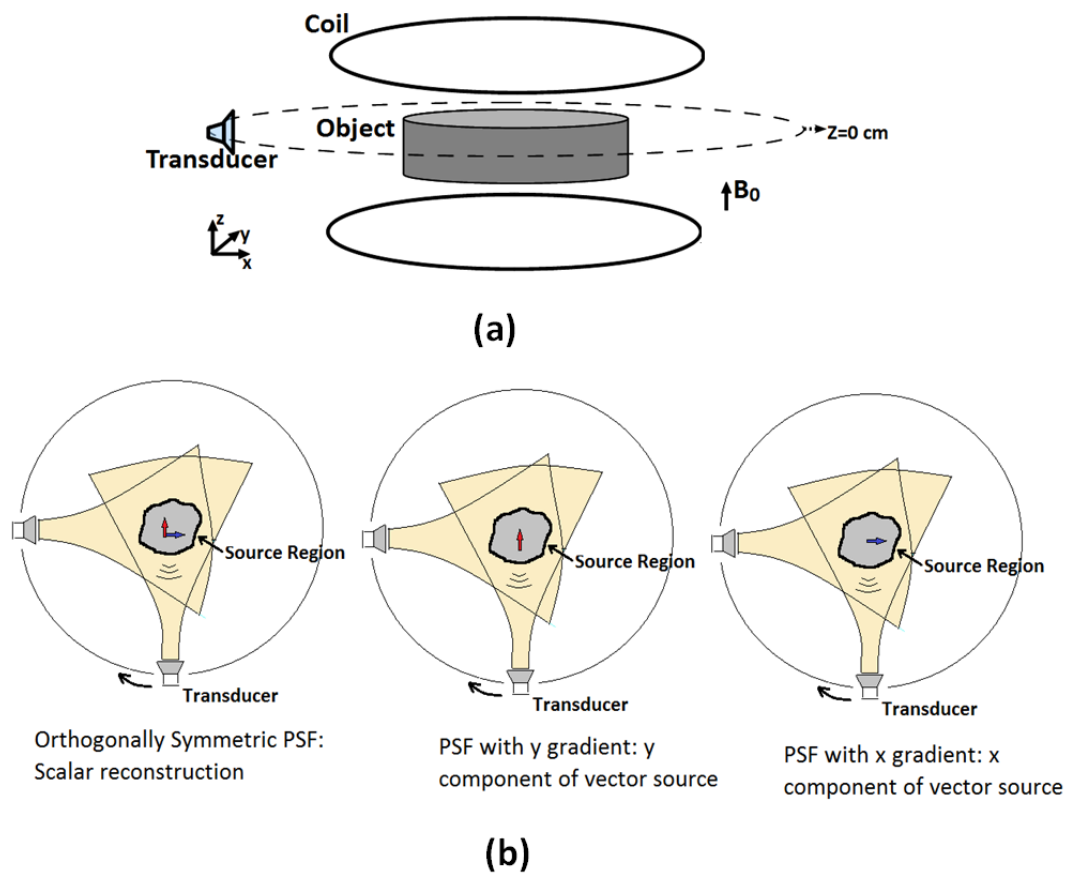 Coil
Object
Transducer
Z=0 cm
B0
z
y
x
(a)
Source Region
Transducer
Source Region
Transducer
Source Region
Transducer
Orthogonally Symmetric PSF:
Scalar reconstruction
PSF with y gradient: y
component of vector source
PSF with x gradient: x
component of vector source
(b)